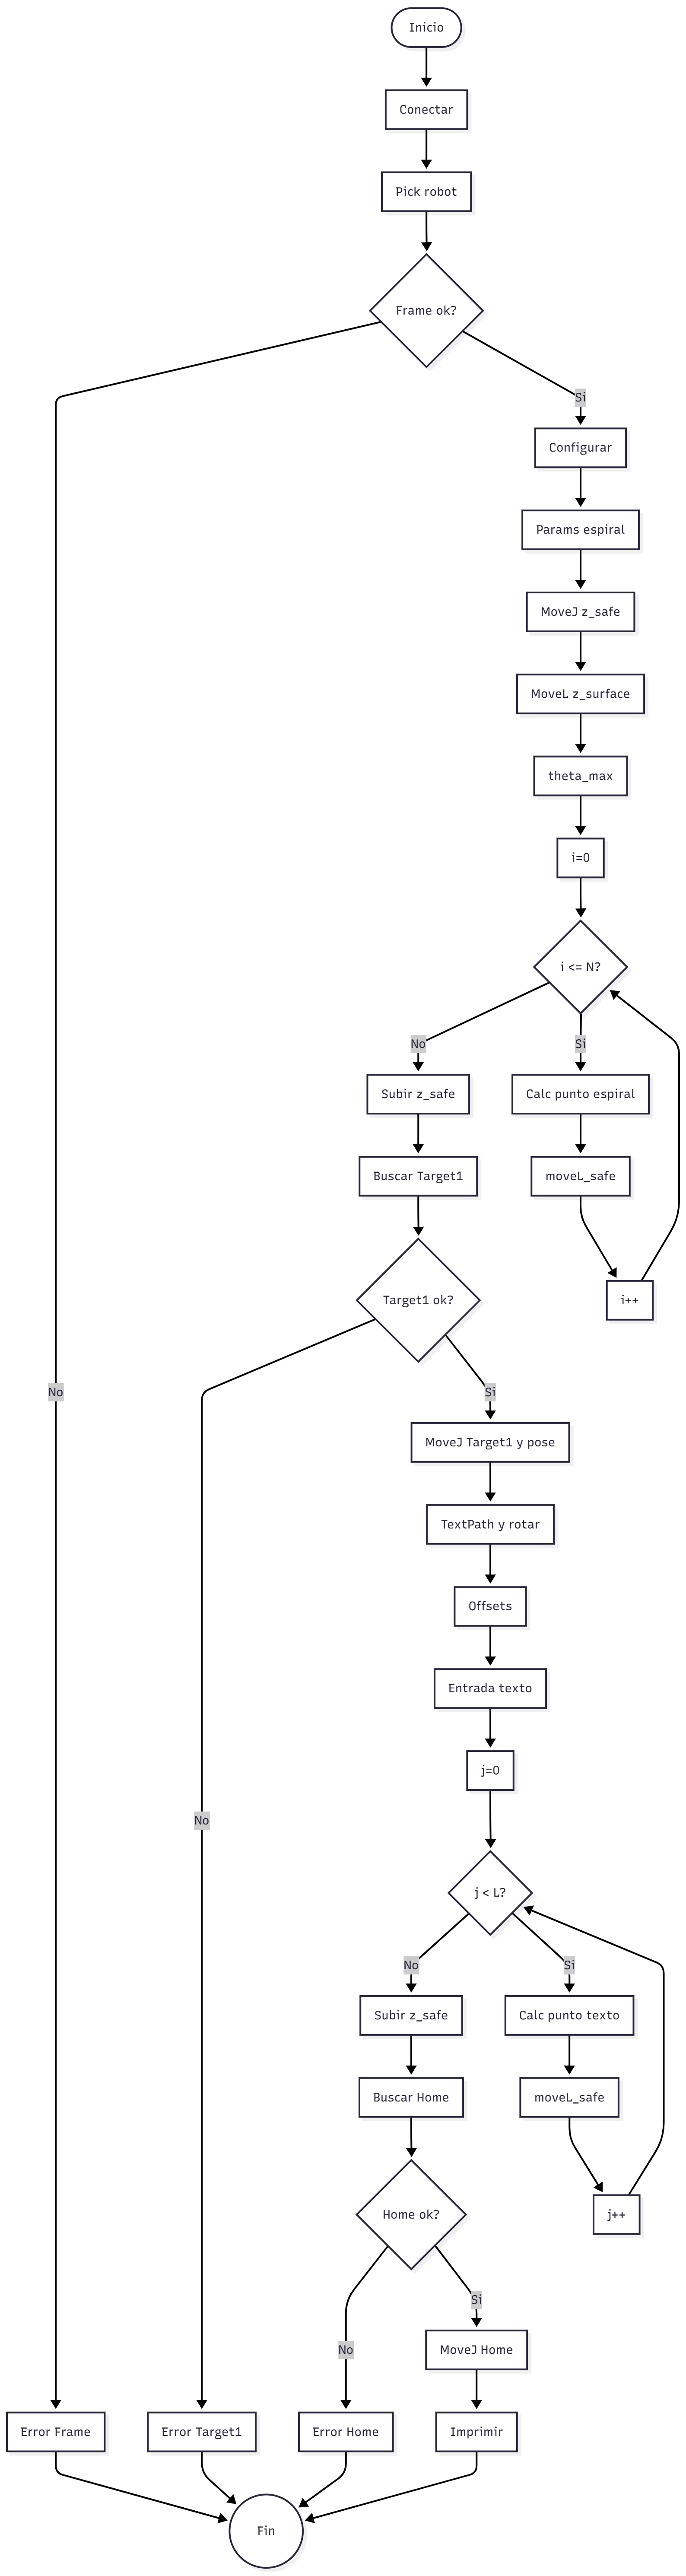 Inicio
Conectar
Pick robot
Frame ok?
Si
Configurar
Params espiral
MoveJ z_safe
MoveL z_surface
theta_max
i=0
i <= N?
No
Si
Subir z_safe
Calc punto espiral
Buscar Target1
moveL_safe
Target1 ok?
i++
No
Si
MoveJ Target1 y pose
TextPath y rotar
Offsets
Entrada texto
j=0
No
j < L?
No
Si
Subir z_safe
Calc punto texto
Buscar Home
moveL_safe
Home ok?
j++
Si
No
MoveJ Home
Error Frame
Error Target1
Error Home
Imprimir
Fin